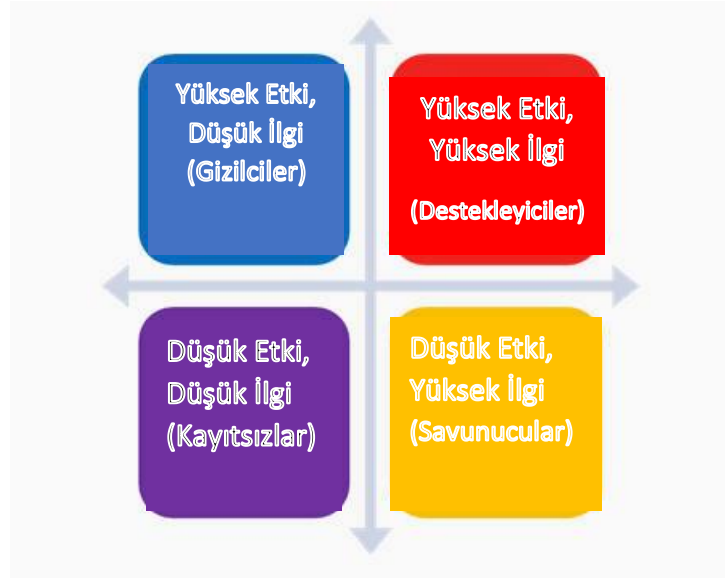 Yüksek Etki,
Düşük İlgi
(Gizilciler)
Yüksek Etki,
Yüksek İlgi
(Destekleyiciler)
Düşük Etki,
Düşük İlgi
(Kayıtsızlar)
Düşük Etki,
Yüksek İlgi
(Savunucular)